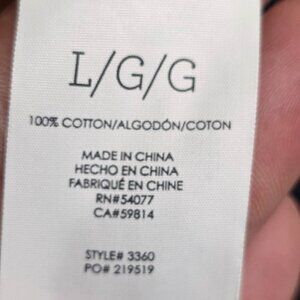 L/G/G
100% COTTON/ALGODÓN/COTON
MADE IN CHINA
HECHO EN CHINA
FABRIQUÉ EN CHINE
RN#54077
CA#59814
STYLE# 3360
PO# 219519